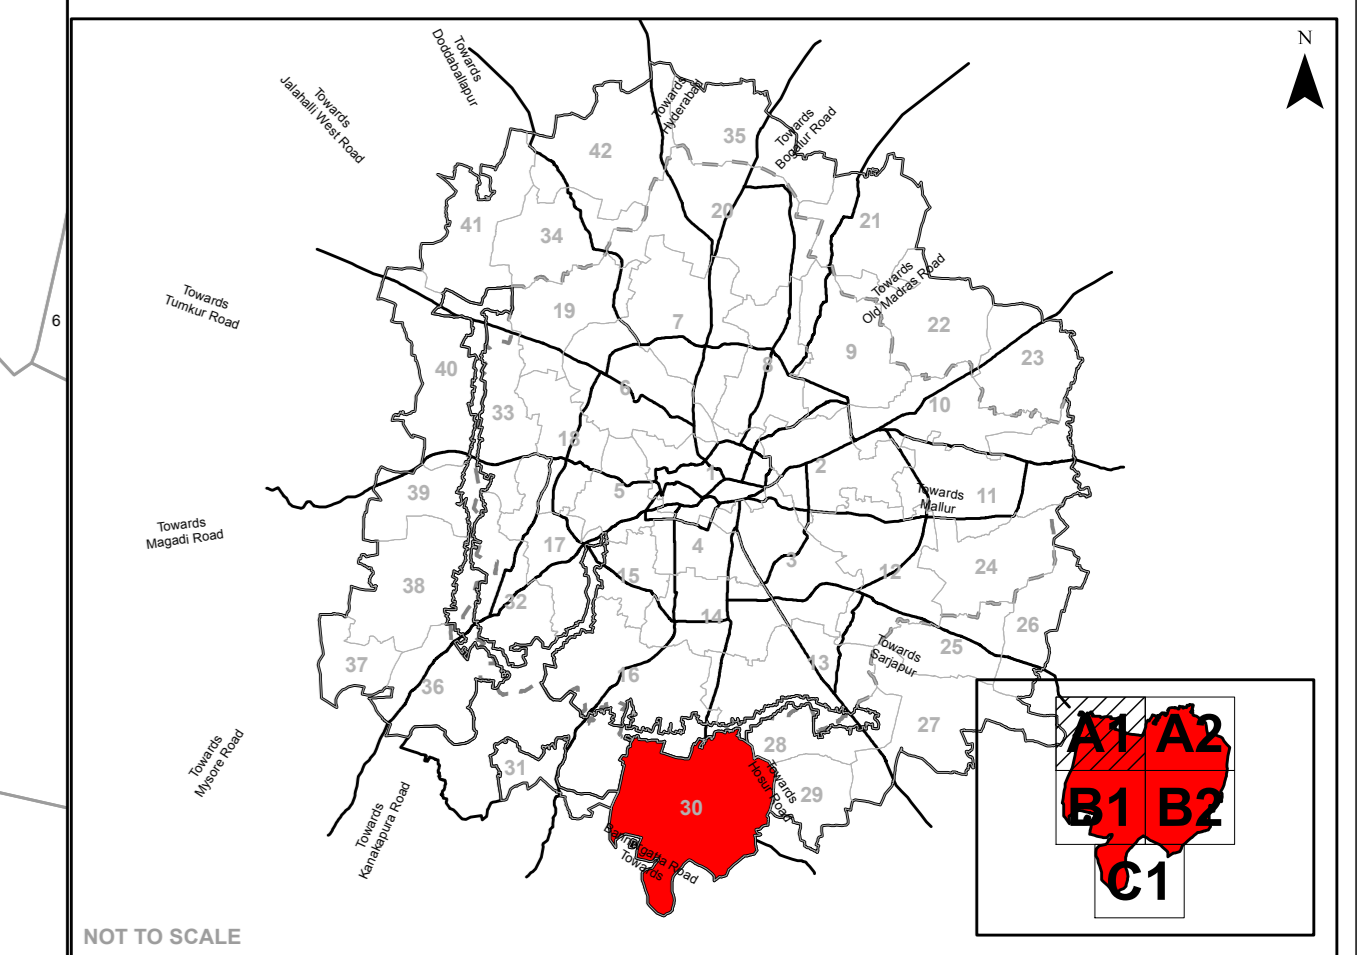 N
Towards
Doddaballapur
Towards
Jalahalli West Road
Towards
Hyderabad
Towards
Bogalur Road
35
42
20
21
41
34
Towards
Old Madras Road
Towards
Tumkur Road
6
19
7
22
9
23
8
40
6
10
33
18
1
2
5
39
11
Towards
Mallur
Towards
Magadi Road
4
17
3
15
12
24
38
32
14
26
25
Towards
Sarjapur
37
13
16
36
27
28
A1
A2
Towards
Mysore Road
31
Towards
Hosur Road
29
30
B1
B2
Towards
Kanakapura Road
Bannergatta Road
Towards
C1
NOT TO SCALE